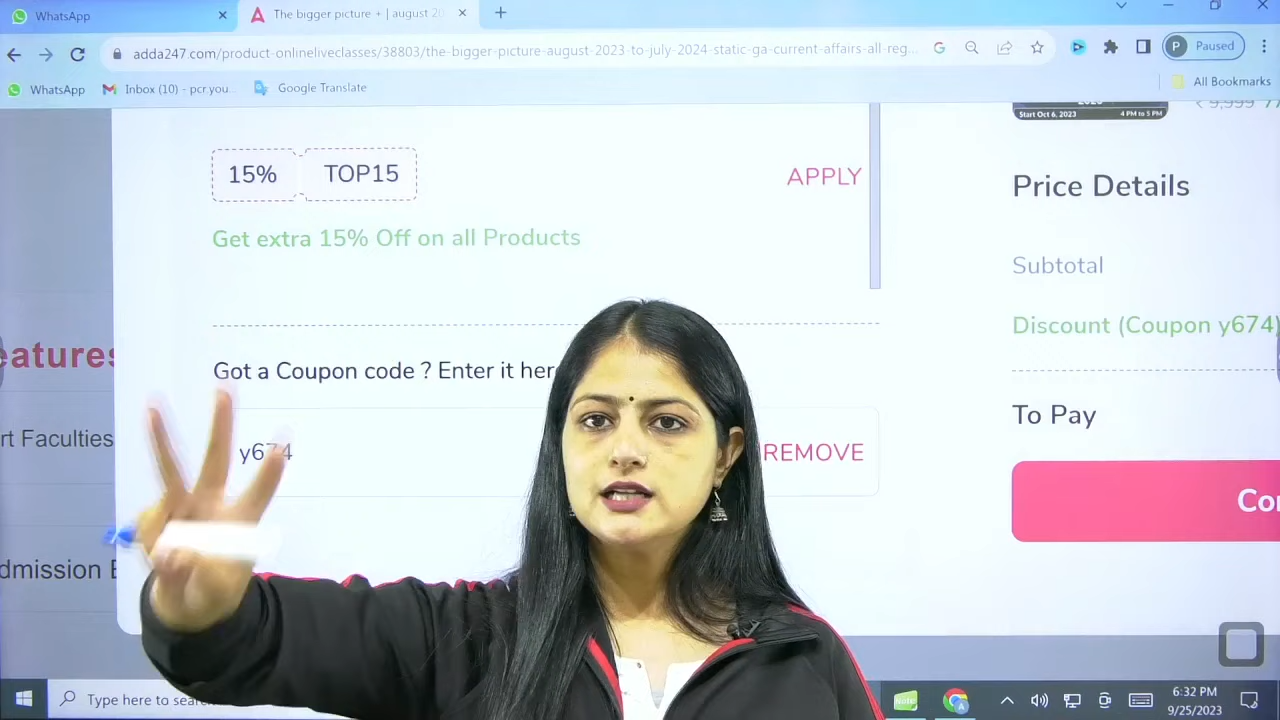 WhatsApp
The bigger picture + | august 20
adda247.com/product-onlineliveclasses/38803/the-bigger-picture-august-2023-to-july-2024-static-ga-current-affairs-all-reg...
P Paused
WhatsApp
Inbox (10) - pcr.you...
Google Translate
All Bookmarks
Start Oct 6, 2023 4 PM to 5 PM
15% TOP15
APPLY
Get extra 15% Off on all Products
Got a Coupon code ? Enter it her
y674
REMOVE
eatures
rt Faculties
dmission E
Price Details
Subtotal
Discount (Coupon y674)
To Pay
Co
Type here to sear
Note
6:32 PM
9/25/2023